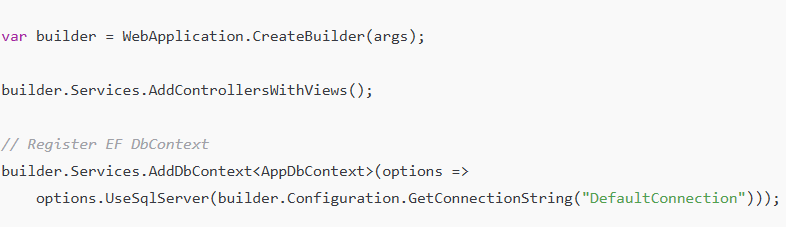 var builder = WebApplication.CreateBuilder(args);
builder.Services.AddControllersWithViews();
// Register EF DbContext
builder.Services.AddDbContext<AppDbContext>(options =>
    options.UseSqlServer(builder.Configuration.GetConnectionString("DefaultConnection")));